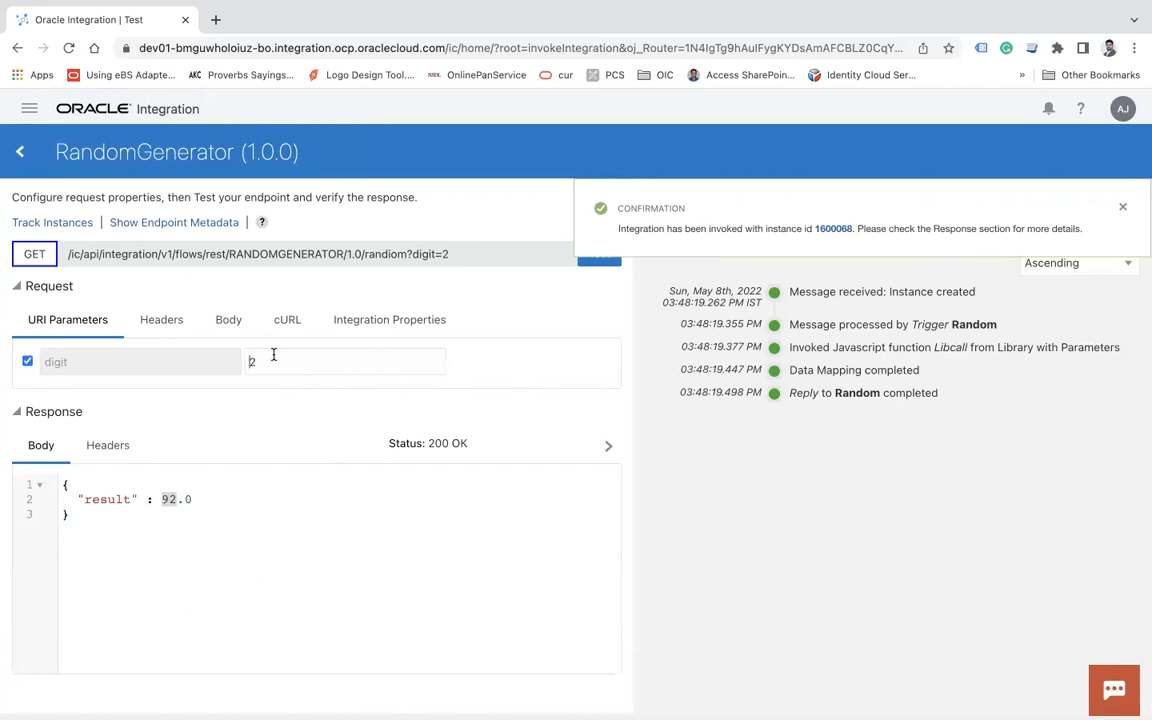 Oracle Integration | Test
dev01-bmguwholoiuz-bo.integration.ocp.oraclecloud.com/ic/home/?root=invokeIntegration&oj_Router=1N4IgTg9hAuIFygKYDsAmAFCBLZ0CqY...
Apps
Using eBS Adapte...
AKC Proverbs Sayings...
Logo Design Tool....
OnlinePanService
cur
PCS
OIC
Access SharePoin...
Identity Cloud Ser...
»
Other Bookmarks
ORACLE Integration
AJ
RandomGenerator (1.0.0)
Configure request properties, then Test your endpoint and verify the response.
Track Instances | Show Endpoint Metadata | ?
CONFIRMATION
Integration has been invoked with instance id 1600068. Please check the Response section for more details.
GET /ic/api/integration/v1/flows/rest/RANDOMGENERATOR/1.0/randiom?digit=2
Ascending
Request
URI Parameters Headers Body cURL Integration Properties
digit 2
Sun, May 8th, 2022
03:48:19.262 PM IST
Message received: Instance created
03:48:19.355 PM Message processed by Trigger Random
03:48:19.377 PM Invoked Javascript function Libcall from Library with Parameters
03:48:19.447 PM Data Mapping completed
03:48:19.498 PM Reply to Random completed
Response
Body Headers Status: 200 OK
1 {
2 "result" : 92.0
3 }